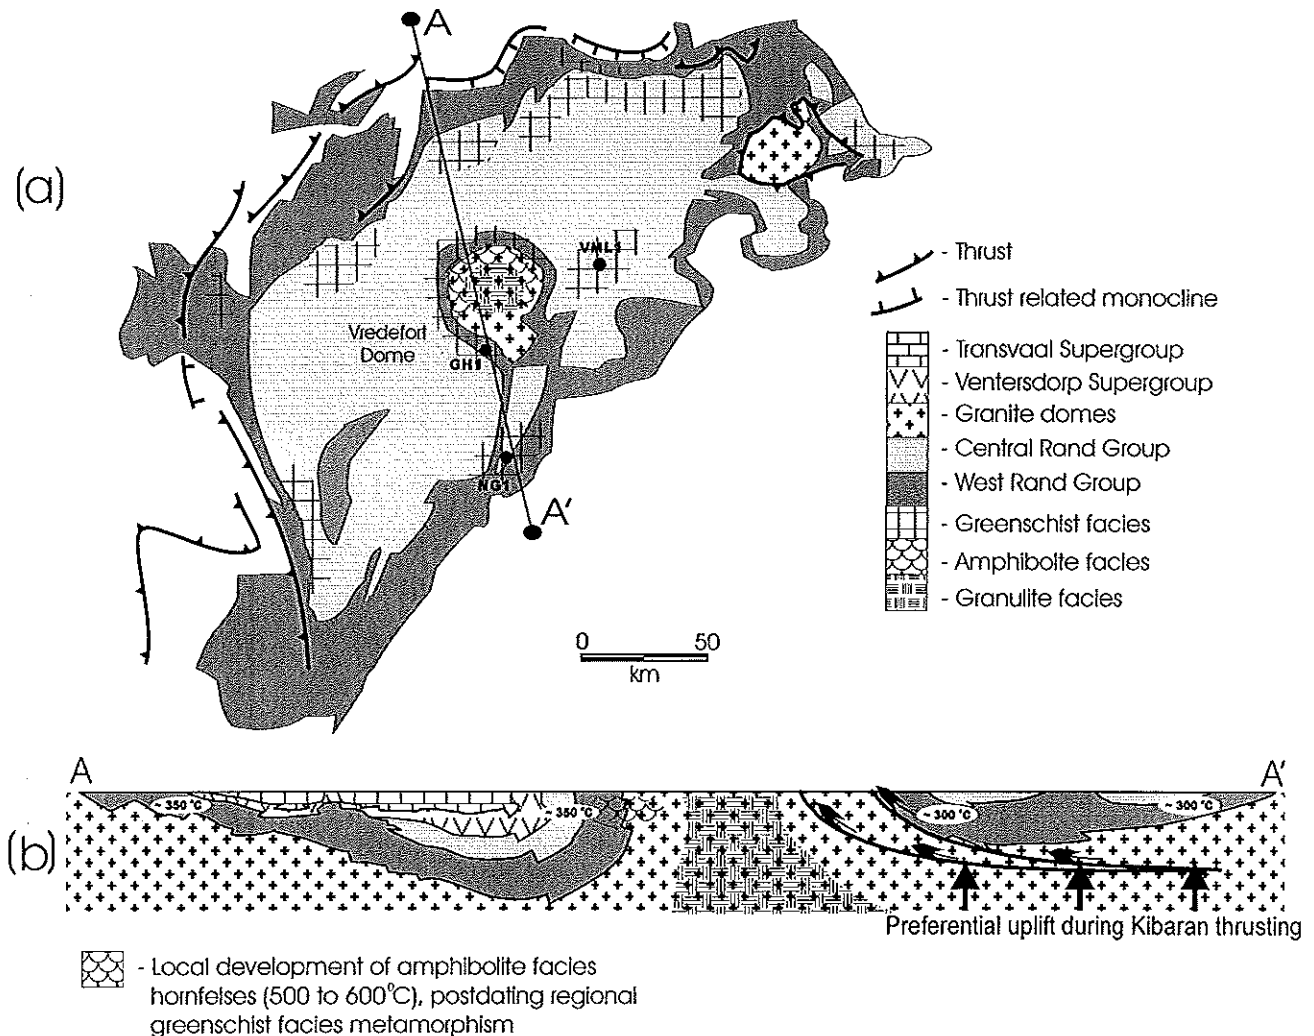 A
(a)
VML1
Vredefort
Dome
GH1
NG1
A'
- Thrust
- Thrust related monocline
- Transvaal Supergroup
- Ventersdorp Supergroup
- Granite domes
- Central Rand Group
- West Rand Group
- Greenschist facies
- Amphibolte facies
- Granulite facies
0 50
km
A
A'
(b)
~ 350 °C
~ 350 °C
~ 300 °C
~ 300 °C
Preferential uplift during Kibaran thrusting
- Local development of amphibolite facies
hornfelses (500 to 600°C), postdating regional
greenschist facies metamorphism